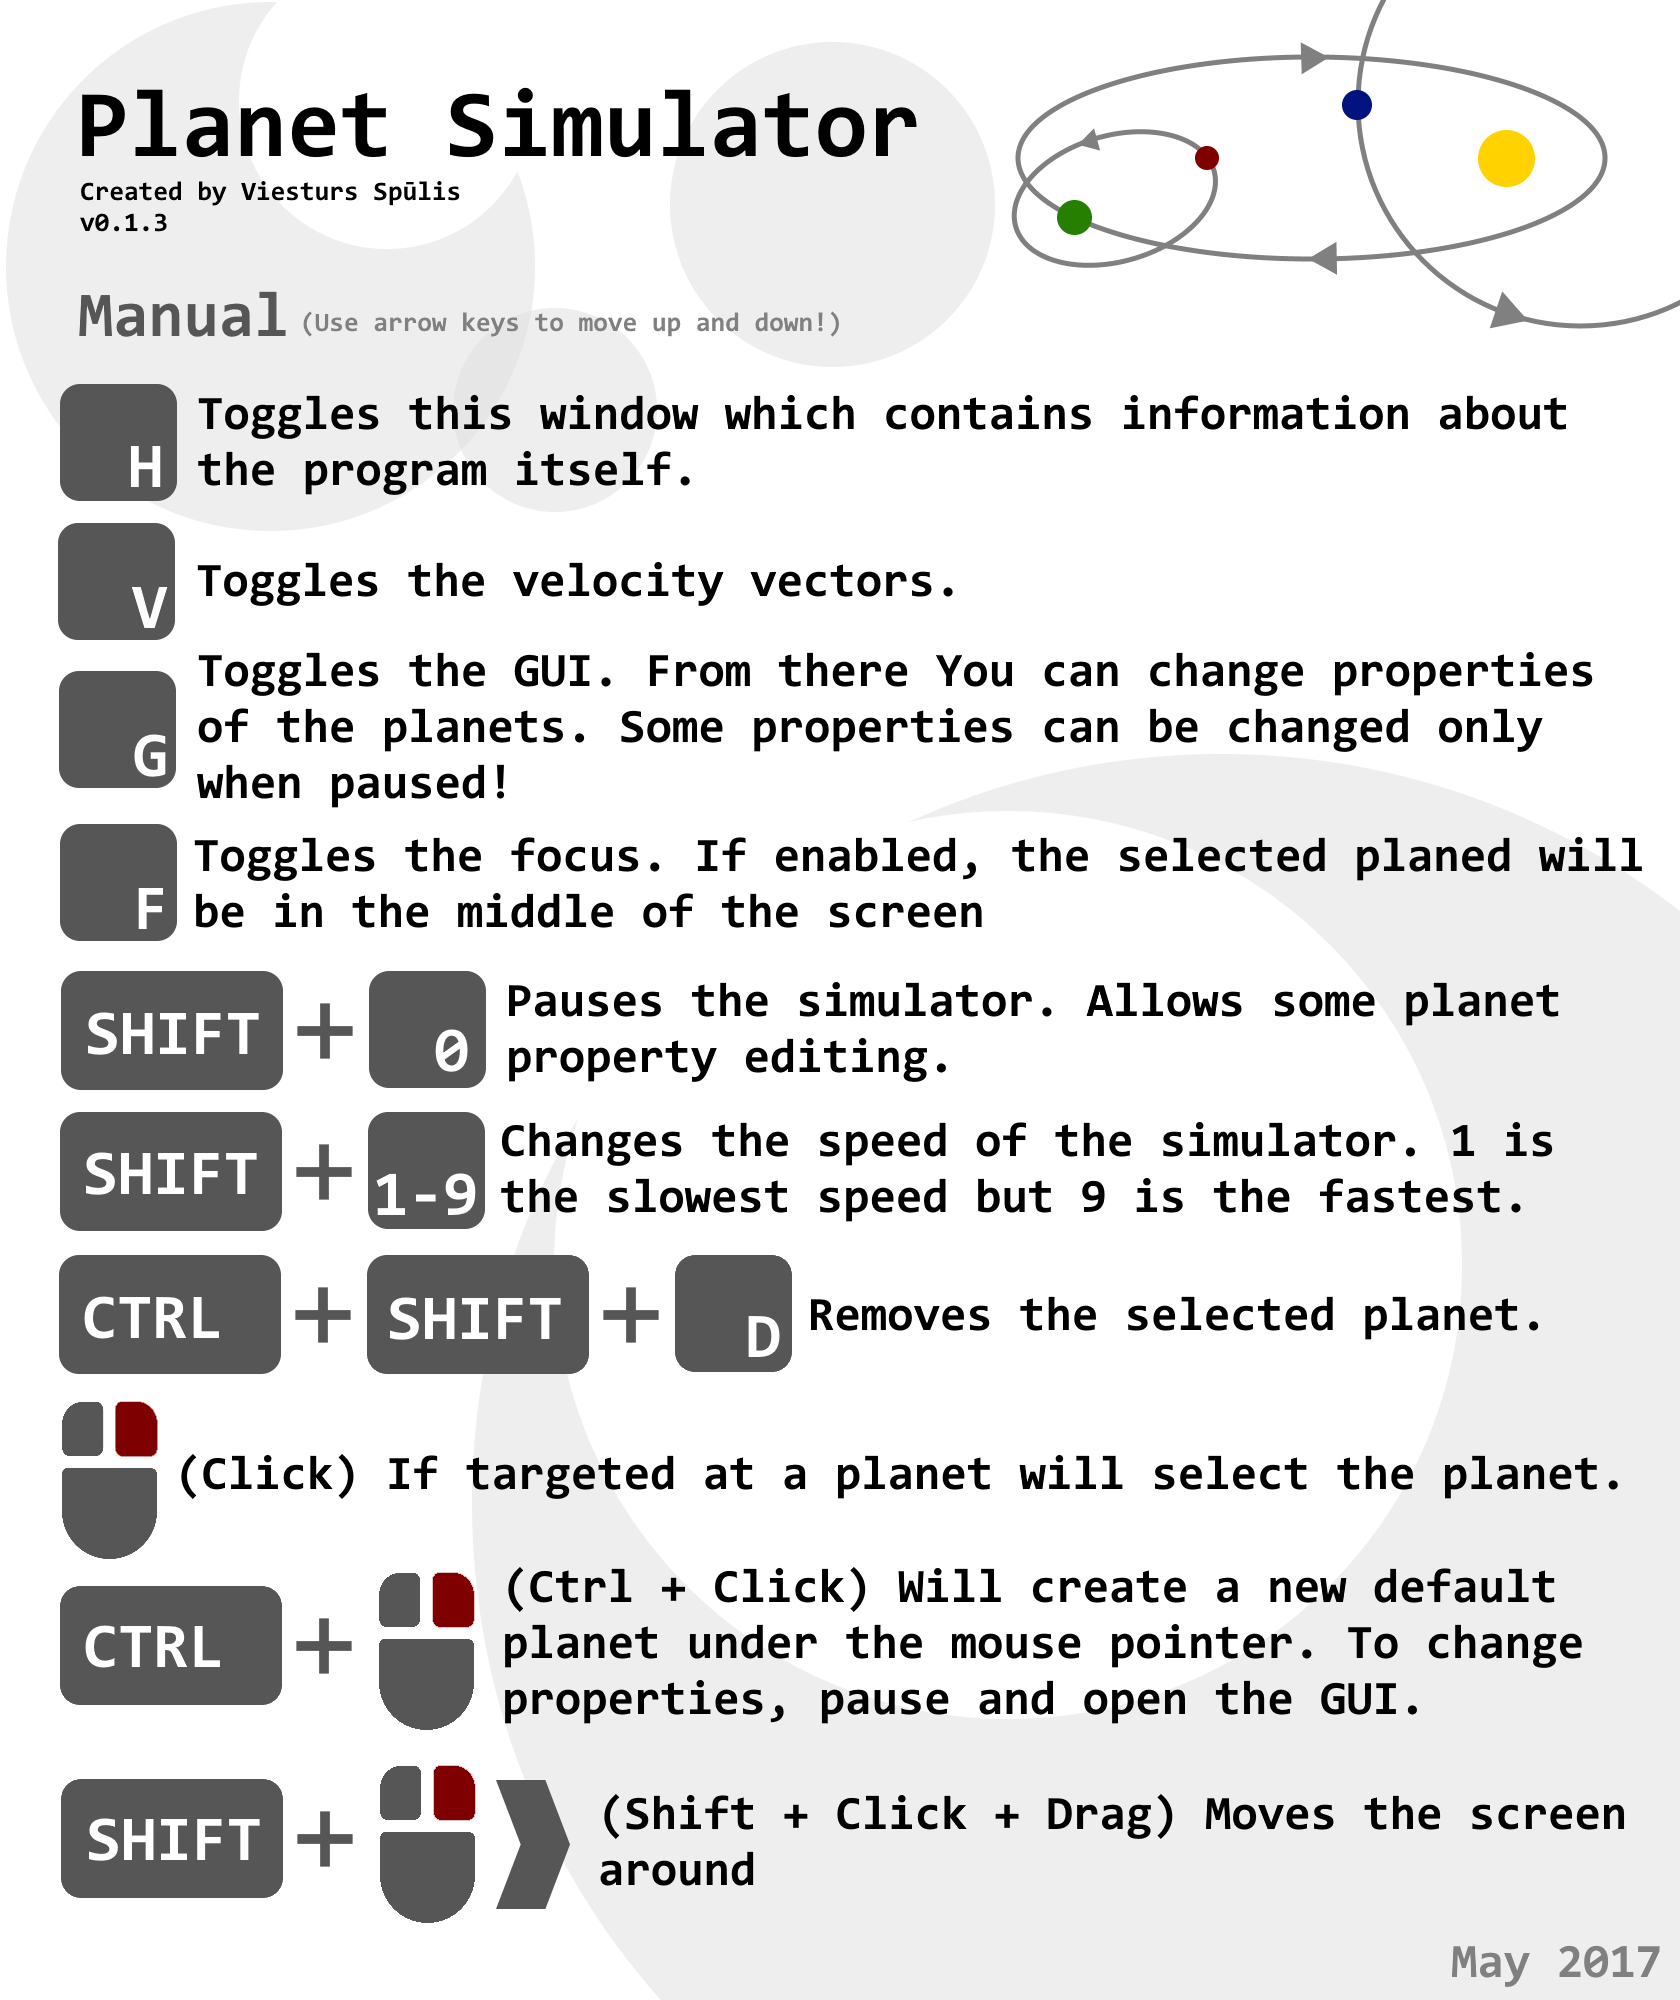 Planet Simulator
Created by Viesturs Spūlis
v0.1.3
Manual (Use arrow keys to move up and down!)
H
Toggles this window which contains information about
the program itself.
V
Toggles the velocity vectors.
G
Toggles the GUI. From there You can change properties
of the planets. Some properties can be changed only
when paused!
F
Toggles the focus. If enabled, the selected planed will
be in the middle of the screen
SHIFT + 0
Pauses the simulator. Allows some planet
property editing.
SHIFT + 1-9
Changes the speed of the simulator. 1 is
the slowest speed but 9 is the fastest.
CTRL + SHIFT + D
Removes the selected planet.
(Click) If targeted at a planet will select the planet.
CTRL +
(Ctrl + Click) Will create a new default
planet under the mouse pointer. To change
properties, pause and open the GUI.
SHIFT +
(Shift + Click + Drag) Moves the screen
around
May 2017